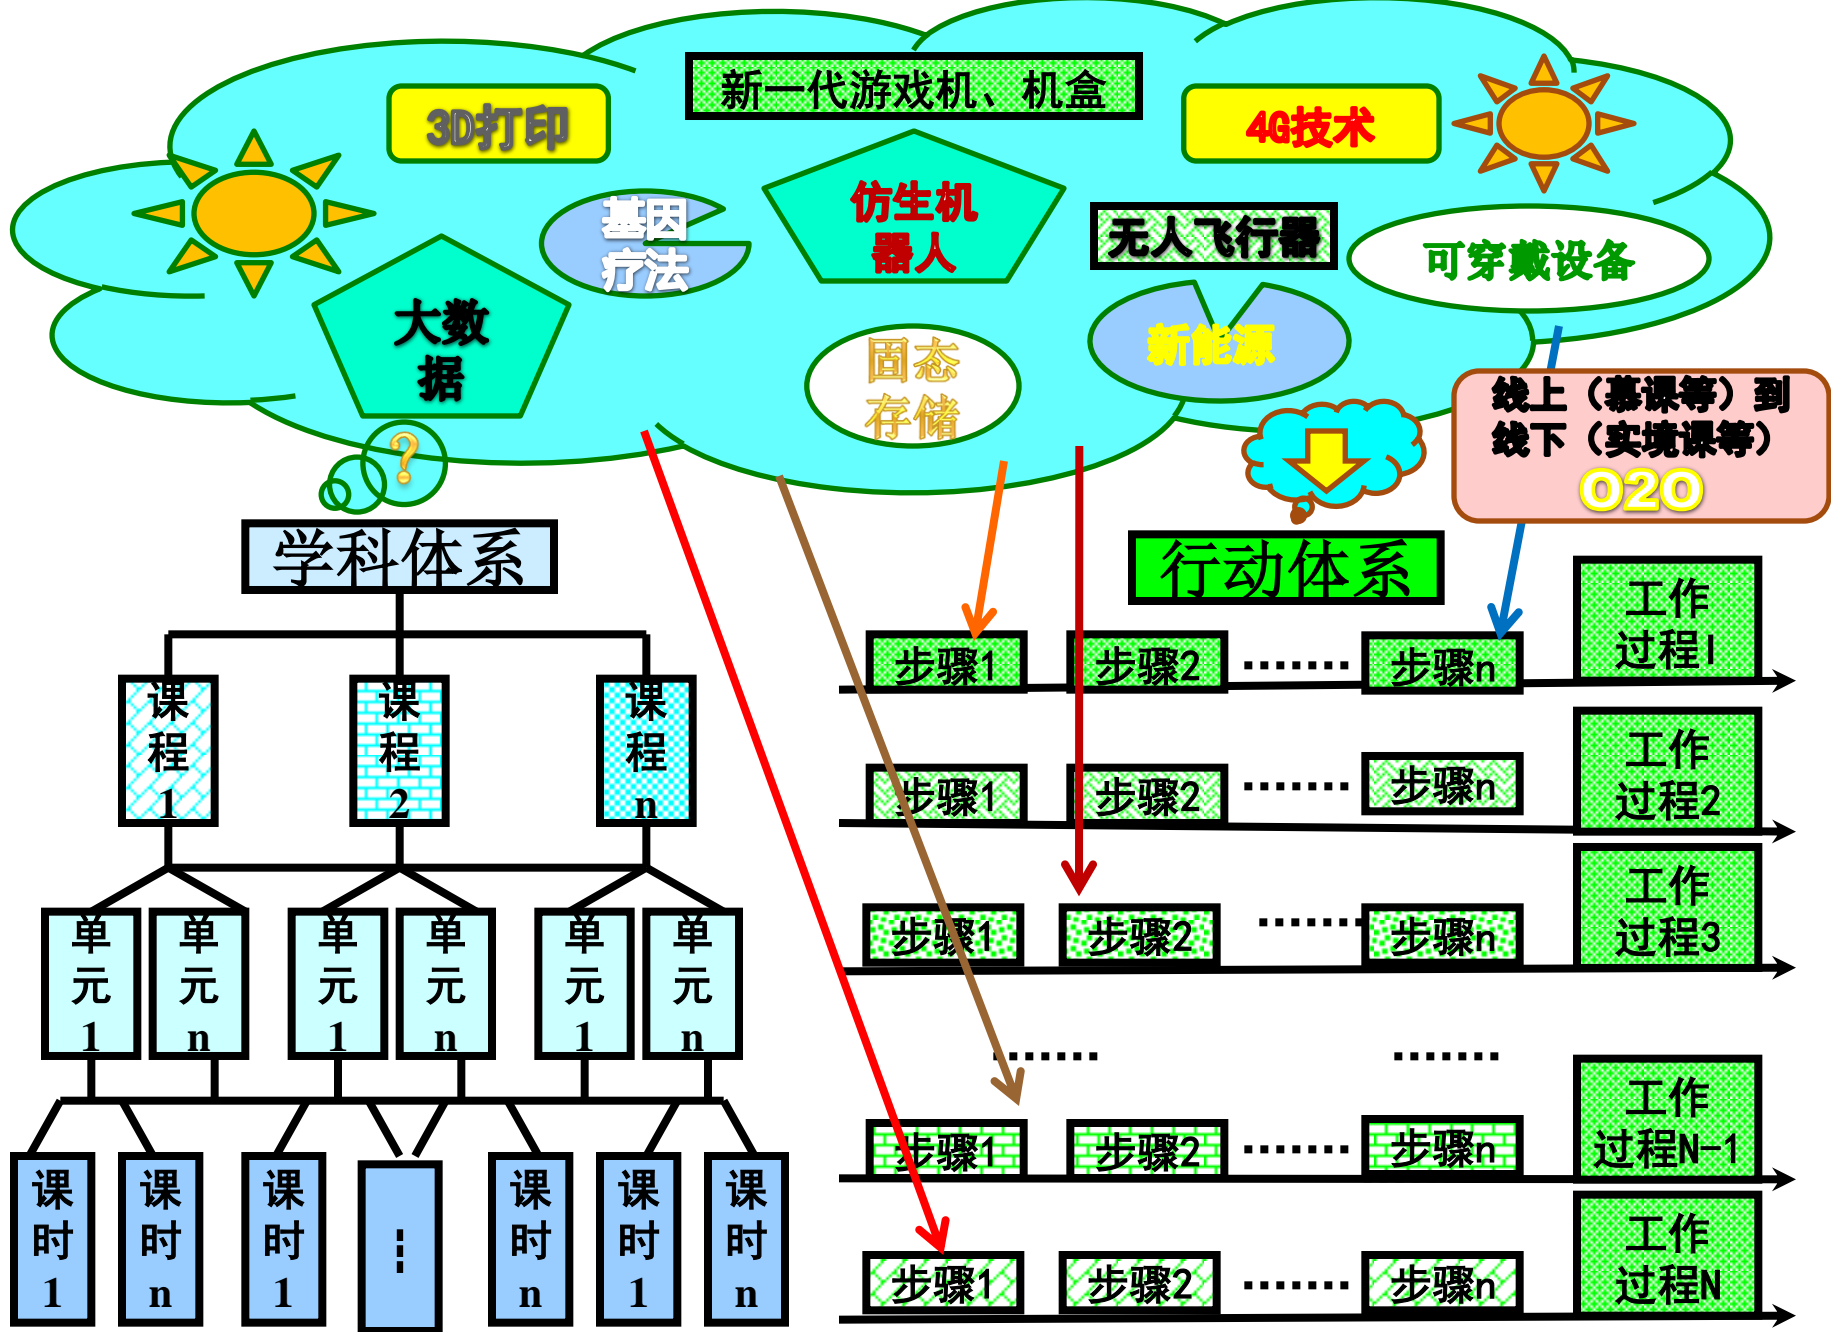 新一代游戏机、机盒
3D打印
4G技术
基因
疗法
仿生机
器人
无人飞行器
可穿戴设备
大数
据
固态
存储
新能源
?
线上（慕课等）到
线下（实境课等）
O2O
学科体系
课
程
1
课
程
2
课
程
n
单
元
1
单
元
n
单
元
1
单
元
n
单
元
1
单
元
n
课
时
1
课
时
n
课
时
1
…
课
时
n
课
时
1
课
时
n
行动体系
步骤1
步骤2
.......
步骤n
工作
过程1
步骤1
步骤2
.......
步骤n
工作
过程2
步骤1
步骤2
.......
步骤n
工作
过程3
.......
.......
步骤1
步骤2
.......
步骤n
工作
过程N-1
步骤1
步骤2
.......
步骤n
工作
过程N